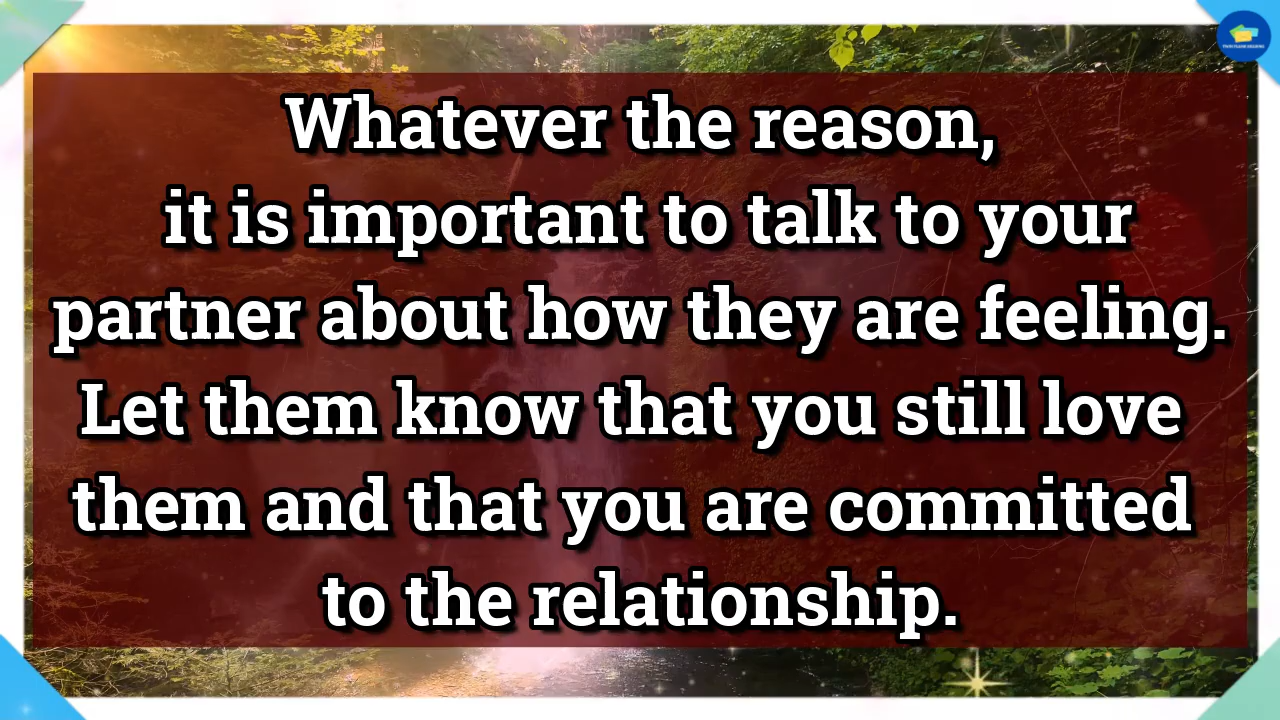 Whatever the reason,
it is important to talk to your
partner about how they are feeling.
Let them know that you still love
them and that you are committed
to the relationship.